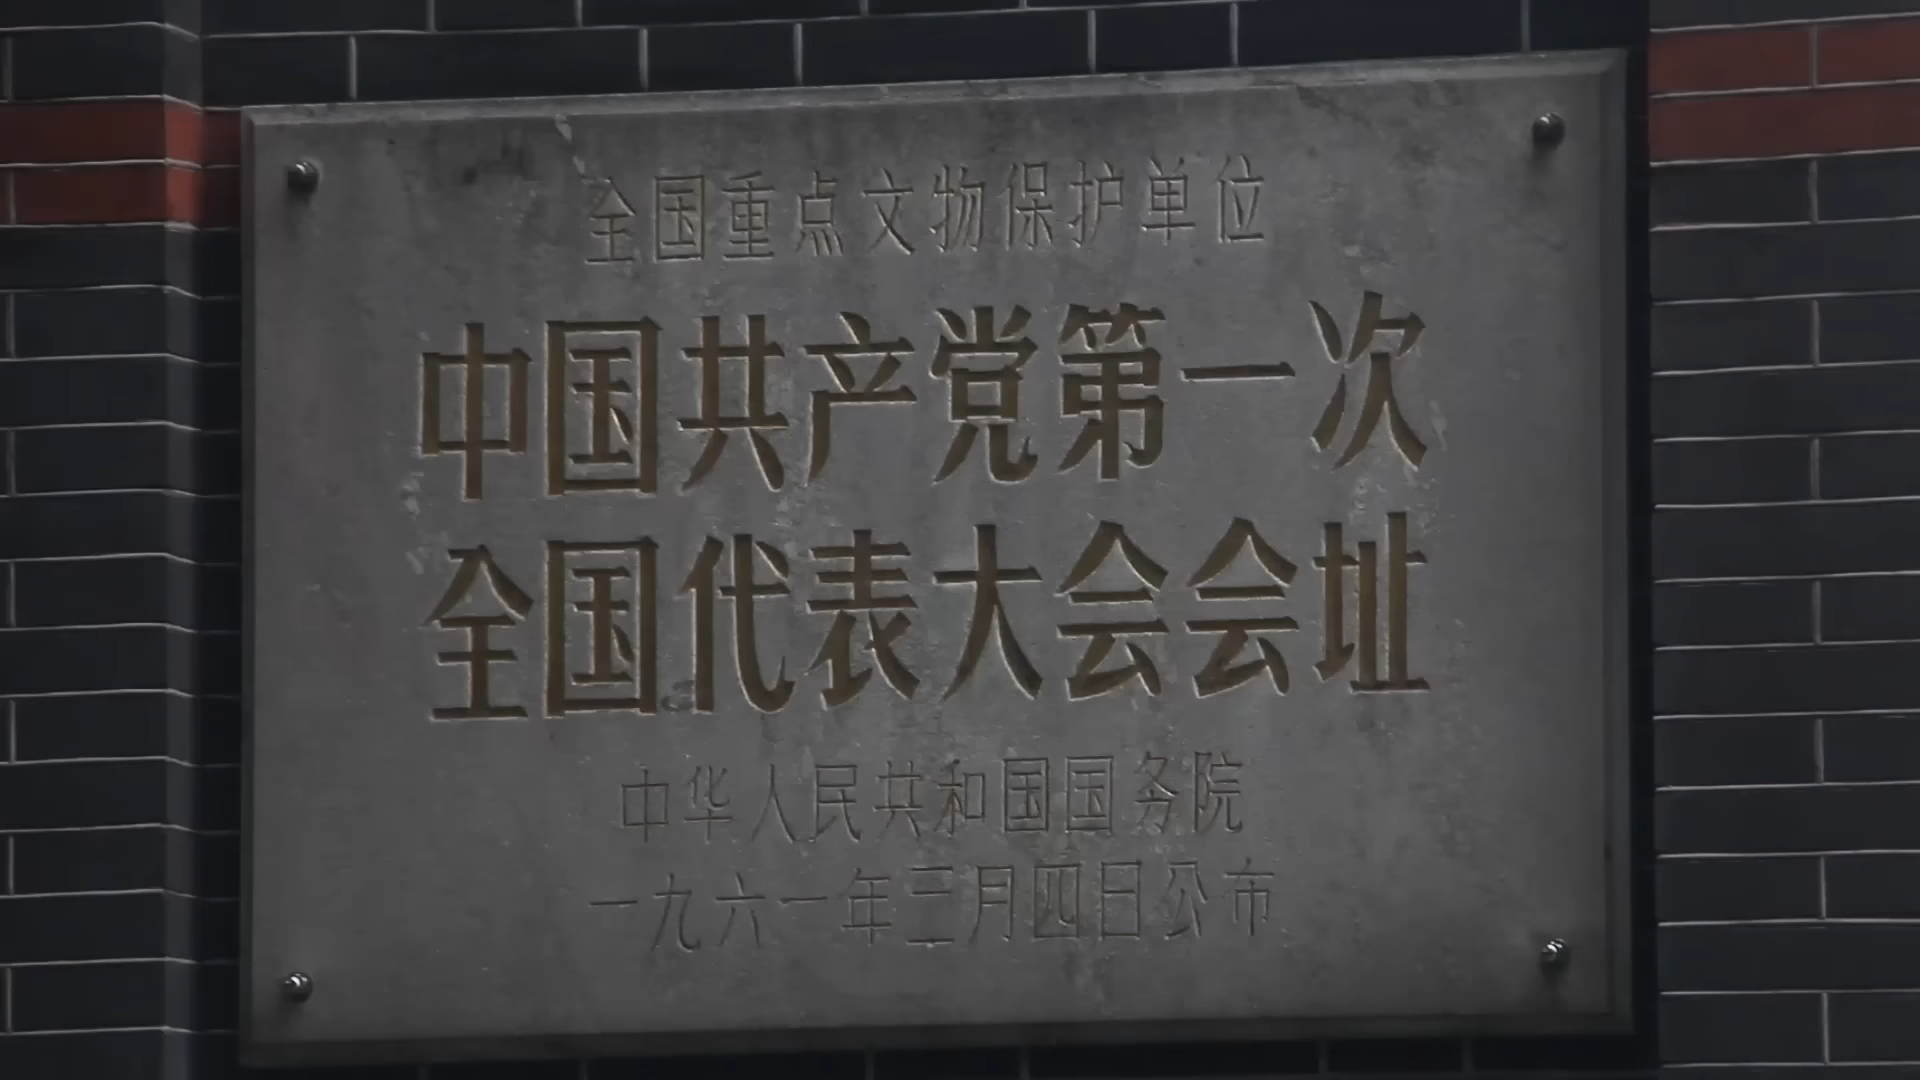 全国重点文物保护单位
中国共产党第一次
全国代表大会会址
中华人民共和国国务院
一九六一年三月四日公布